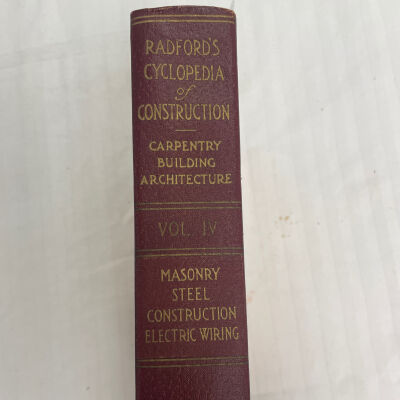 RADFORD'S
CYCLOPEDIA
of
CONSTRUCTION
CARPENTRY
BUILDING
ARCHITECTURE
VOL. IV
MASONRY
STEEL
CONSTRUCTION
ELECTRIC WIRING